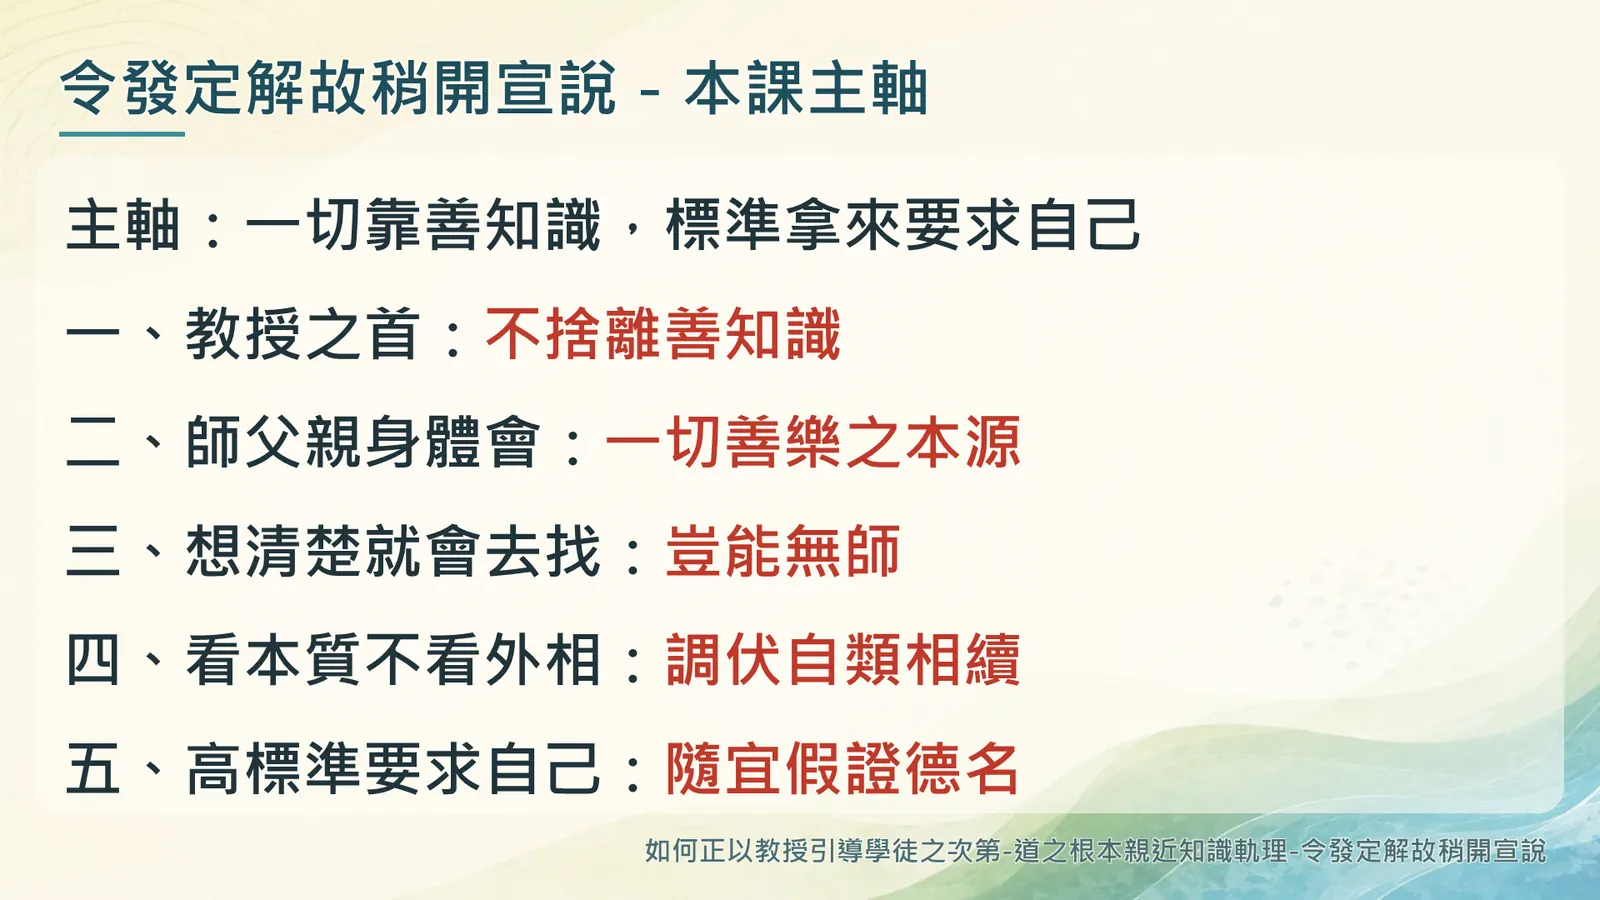 令發定解故稍開宣說 - 本課主軸
主軸：一切靠善知識，標準拿來要求自己
一、教授之首：不捨離善知識
二、師父親身體會：一切善樂之本源
三、想清楚就會去找：豈能無師
四、看本質不看外相：調伏自類相續
五、高標準要求自己：隨宜假證德名
如何正以教授引導學徒之次第-道之根本親近知識軌理-令發定解故稍開宣說